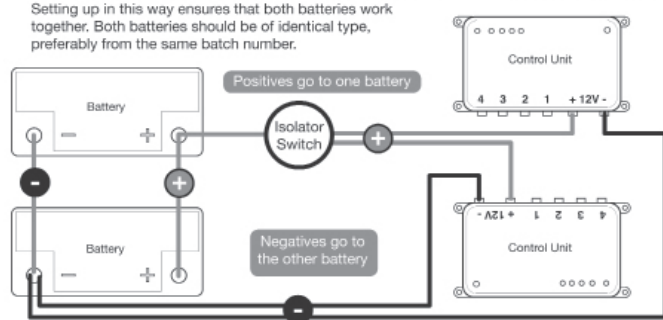 Setting up in this way ensures that both batteries work
together. Both batteries should be of identical type,
preferably from the same batch number.
Control Unit
4 3 2 1 + 12V -
Positives go to one battery
Battery
- +
Isolator
Switch
+
- +
- 12V + 1 2 3 4
Control Unit
Battery
- +
Negatives go to
the other battery
-